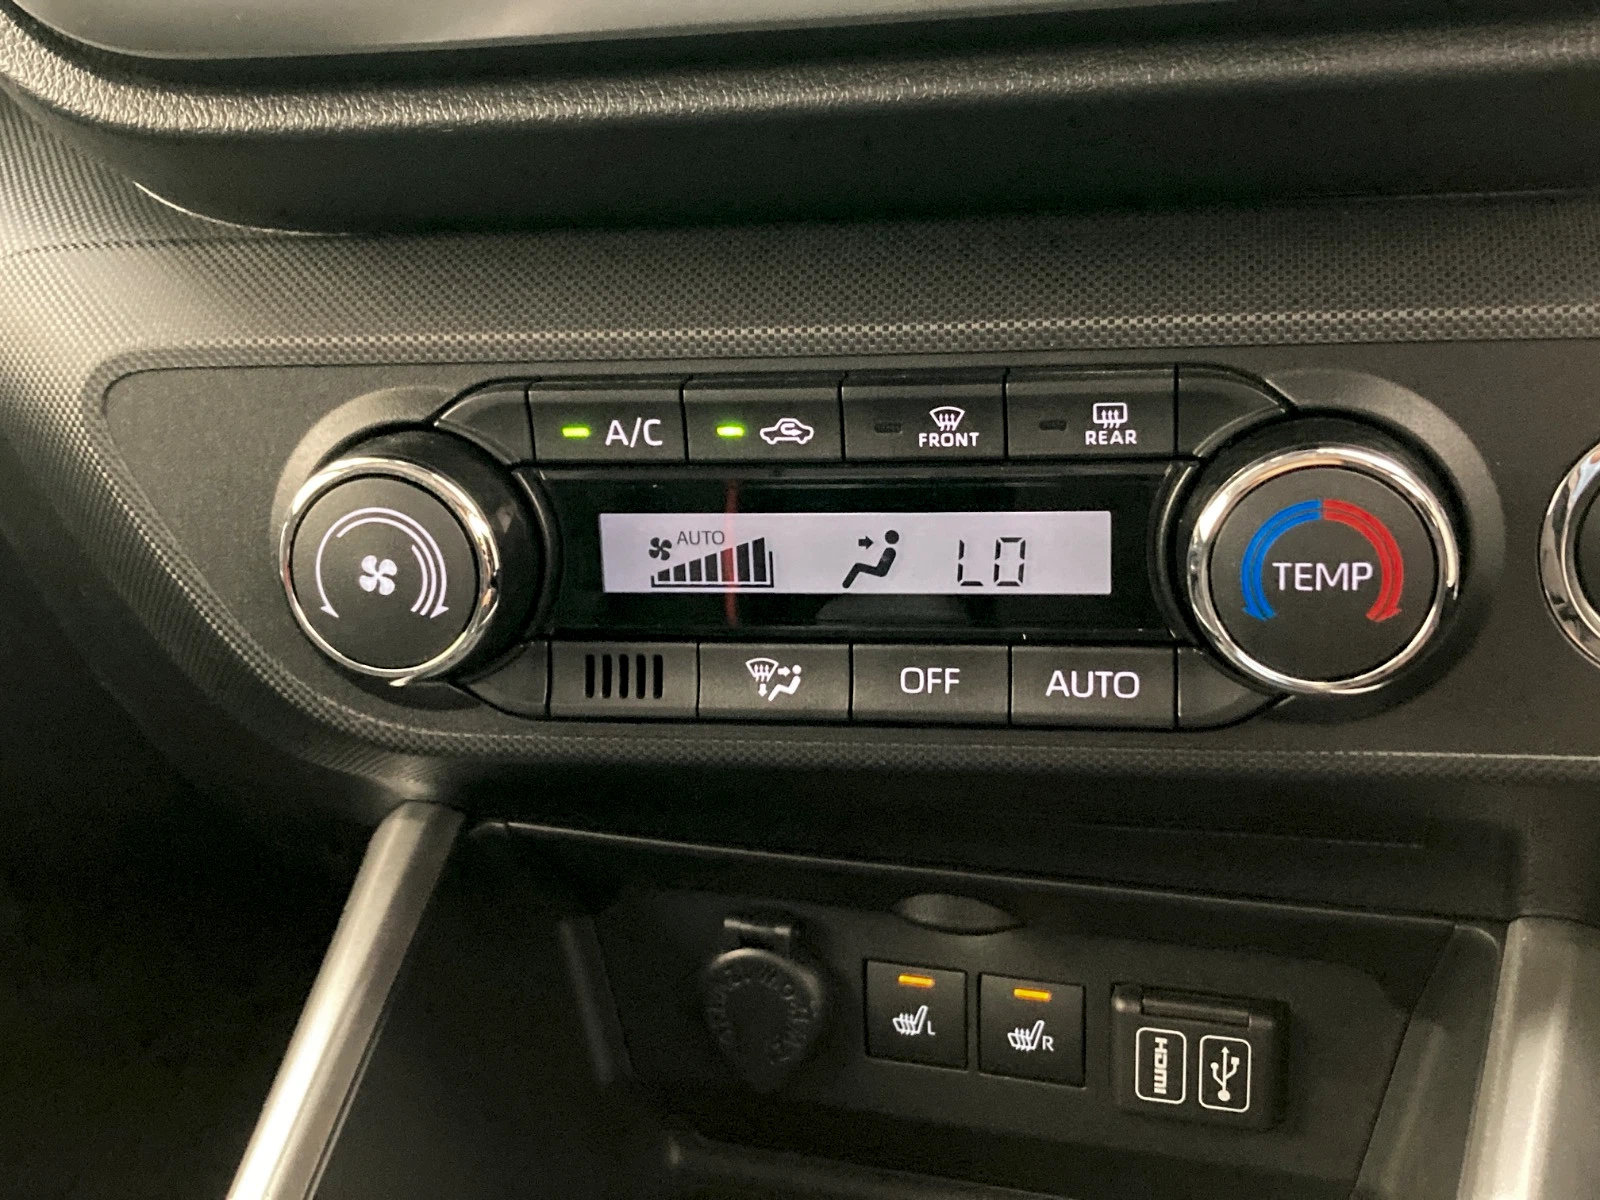 A/C
FRONT
REAR
AUTO
LO
TEMP
OFF
AUTO
L
R
HDMI